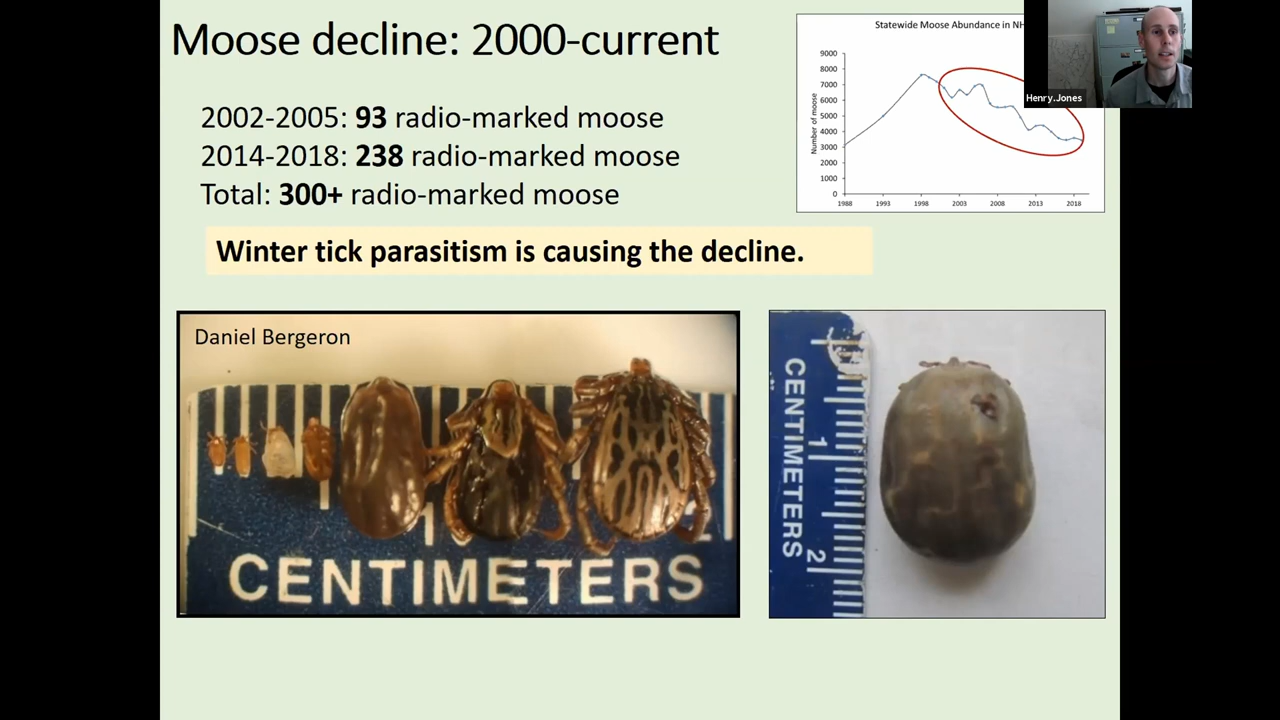 Moose decline: 2000-current
Statewide Moose Abundance in NH
Henry.Jones
2002-2005: 93 radio-marked moose
2014-2018: 238 radio-marked moose
Total: 300+ radio-marked moose
Number of moose
9000
8000
7000
6000
5000
4000
3000
2000
1000
0
1988 1993 1998 2003 2008 2013 2018
Winter tick parasitism is causing the decline.
Daniel Bergeron
1 2
CENTIMETERS
CENTIMETERS
1
2